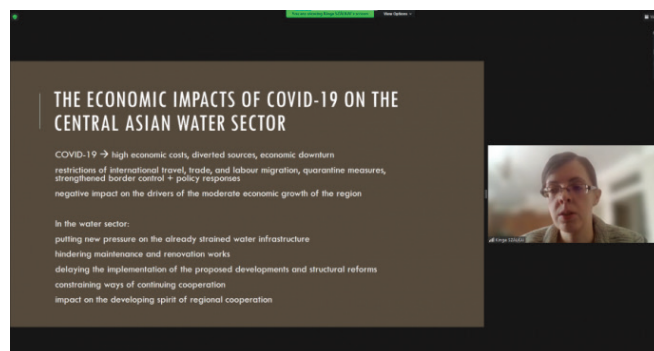 View Options
THE ECONOMIC IMPACTS OF COVID-19 ON THE
CENTRAL ASIAN WATER SECTOR
COVID-19 → high economic costs, diverted sources, economic downturn
restrictions of international travel, trade, and labour migration, quarantine measures,
strengthened border control + policy responses
negative impact on the drivers of the moderate economic growth of the region
In the water sector:
putting new pressure on the already strained water infrastructure
hindering maintenance and renovation works
delaying the implementation of the proposed developments and structural reforms
constraining ways of continuing cooperation
impact on the developing spirit of regional cooperation